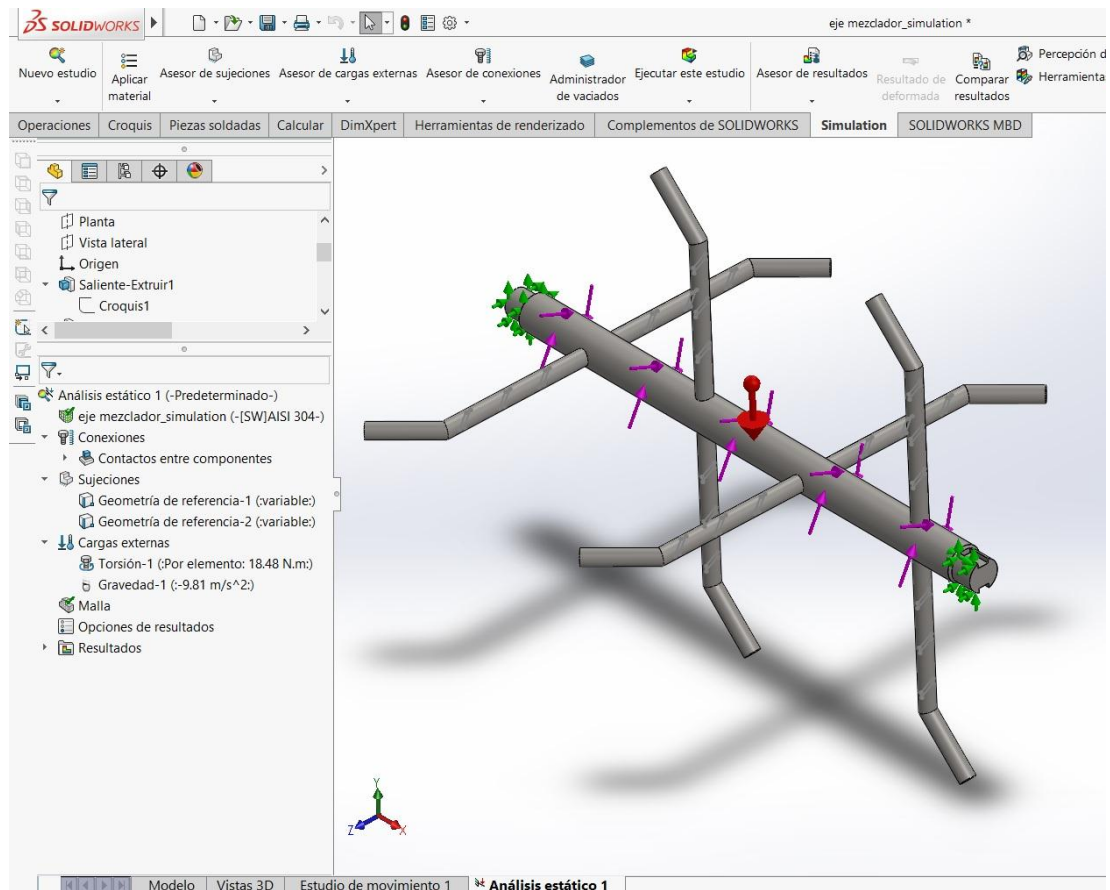 SOLIDWORKS
eje mezclador_simulation *
Nuevo estudio
Aplicar material
Asesor de sujeciones
Asesor de cargas externas
Asesor de conexiones
Administrador de vaciados
Ejecutar este estudio
Asesor de resultados
Resultado de deformada
Comparar resultados
Percepción d
Herramienta
Operaciones Croquis Piezas soldadas Calcular DimXpert Herramientas de renderizado Complementos de SOLIDWORKS Simulation SOLIDWORKS MBD
Planta
Vista lateral
Origen
Saliente-Extruir1
Croquis1
Análisis estático 1 (-Predeterminado-)
eje mezclador_simulation (-[SW]AISI 304-)
Conexiones
Contactos entre componentes
Sujeciones
Geometría de referencia-1 (:variable:)
Geometría de referencia-2 (:variable:)
Cargas externas
Torsión-1 (:Por elemento: 18.48 N.m:)
Gravedad-1 (:-9.81 m/s^2:)
Malla
Opciones de resultados
Resultados
Y
Z X
Modelo Vistas 3D Estudio de movimiento 1 Análisis estático 1